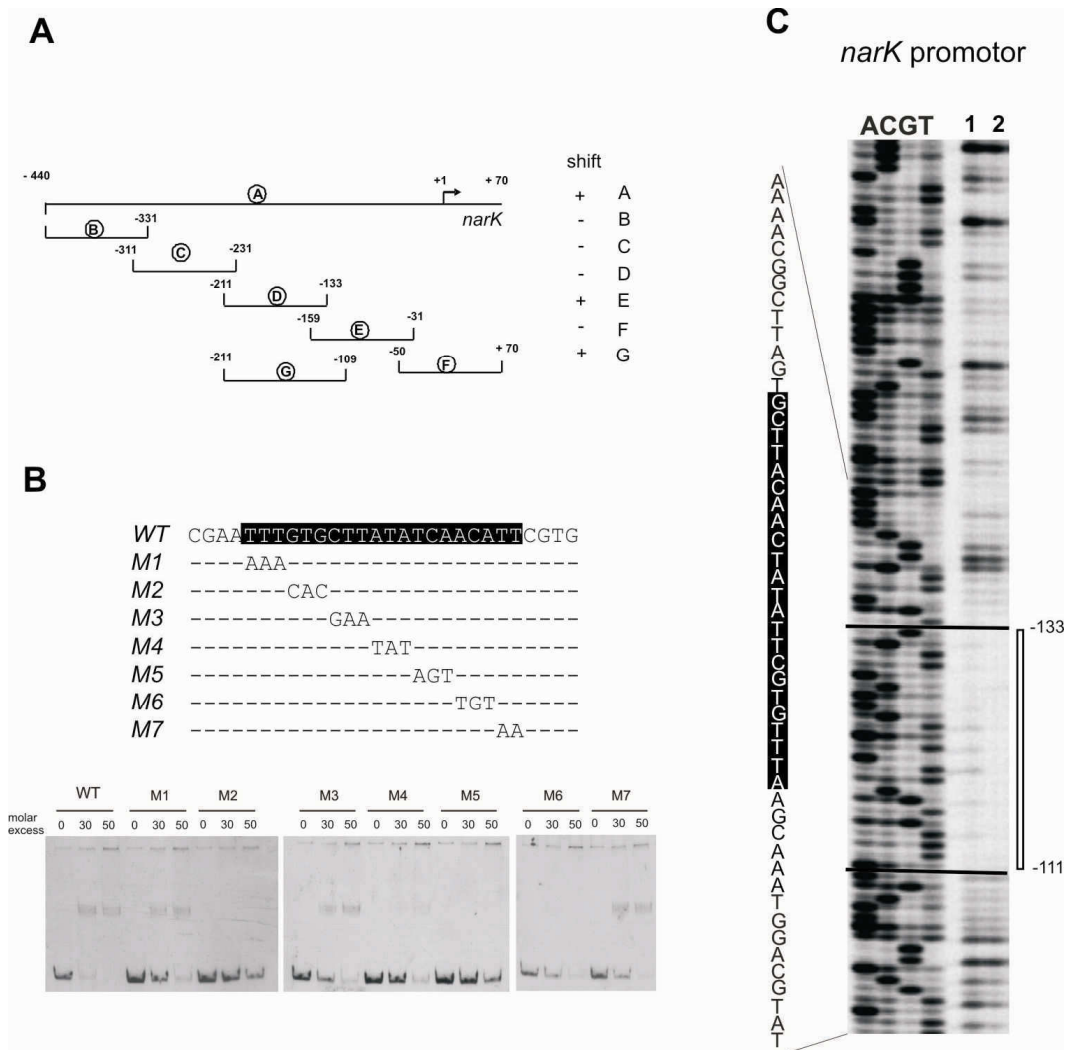 A
- 440
+1
+ 70
A
narK
B
-331
-311
C
-231
-211
D
-133
-159
E
-31
-211
G
-109
-50
F
+ 70
shift
+ A
- B
- C
- D
+ E
- F
+ G
B
WT CGAATTTGTGCTTATATCAACATTCGTG
M1 ----AAA---------------------
M2 -------CAC------------------
M3 ----------GAA---------------
M4 -------------TAT------------
M5 ----------------AGT---------
M6 -------------------TGT------
M7 ----------------------AA----
WT M1 M2 M3 M4 M5 M6 M7
molar excess
0 30 50 0 30 50 0 30 50 0 30 50 0 30 50 0 30 50 0 30 50 0 30 50
C
narK promotor
ACGT 1 2
AAAACGGCTTAGTGCTTACAACTATATTCGTGTTTAAGCAAATGGACGTAT
-133
-111